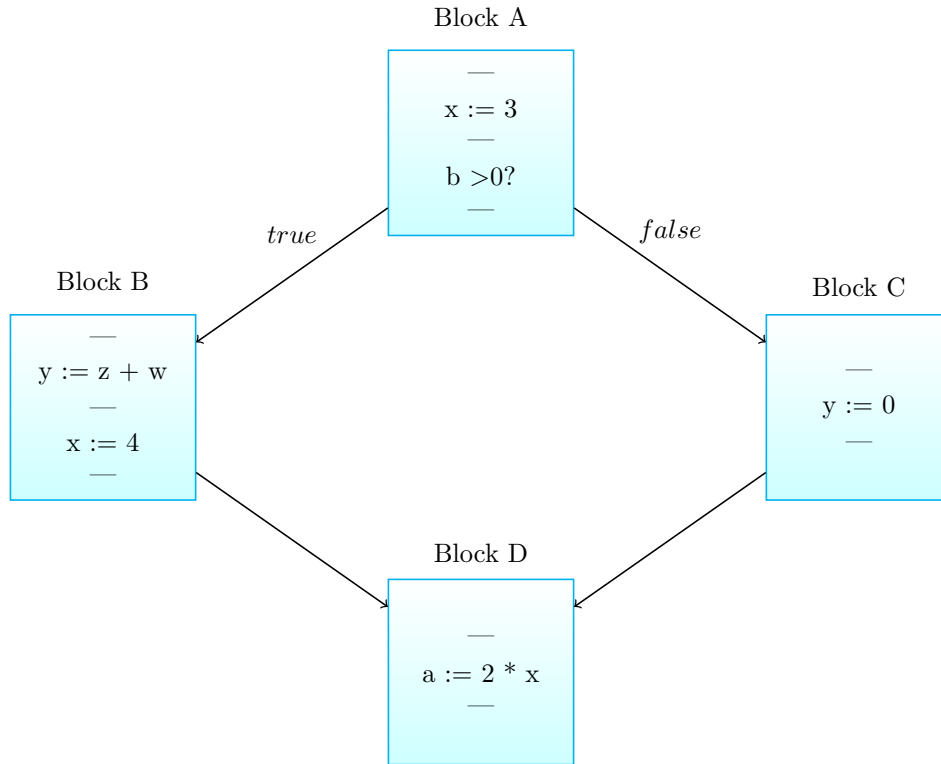 Block A
—
x := 3
—
b >0?
—
true
false
Block B
—
y := z + w
—
x := 4
—
Block C
—
y := 0
—
Block D
—
a := 2 * x
—